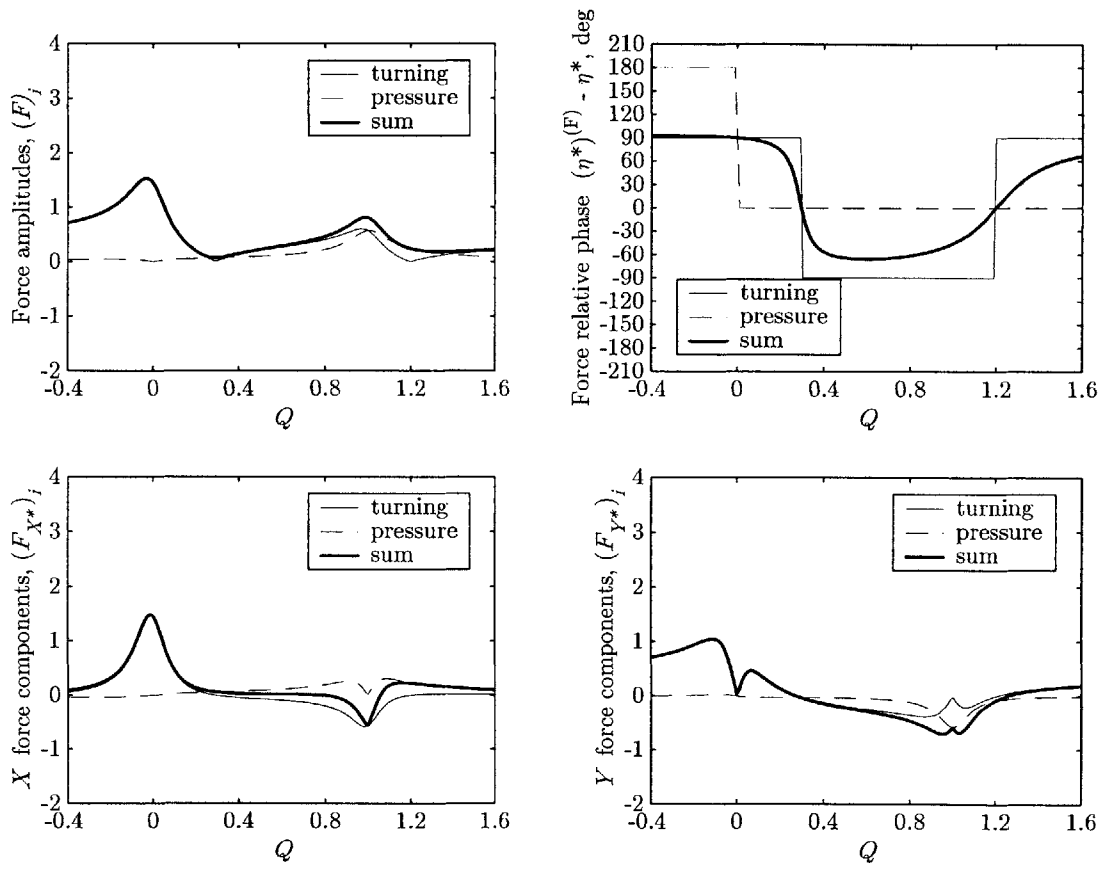 Force amplitudes, (F)_i
4
3
2
1
0
-1
-2
-0.4 0 0.4 0.8 1.2 1.6
Q
turning
pressure
sum
Force relative phase (η*)^(F) - η*, deg
210
180
150
120
90
60
30
0
-30
-60
-90
-120
-150
-180
-210
-0.4 0 0.4 0.8 1.2 1.6
Q
turning
pressure
sum
X force components, (F_X*)_i
4
3
2
1
0
-1
-2
-0.4 0 0.4 0.8 1.2 1.6
Q
turning
pressure
sum
Y force components, (F_Y*)_i
4
3
2
1
0
-1
-2
-0.4 0 0.4 0.8 1.2 1.6
Q
turning
pressure
sum